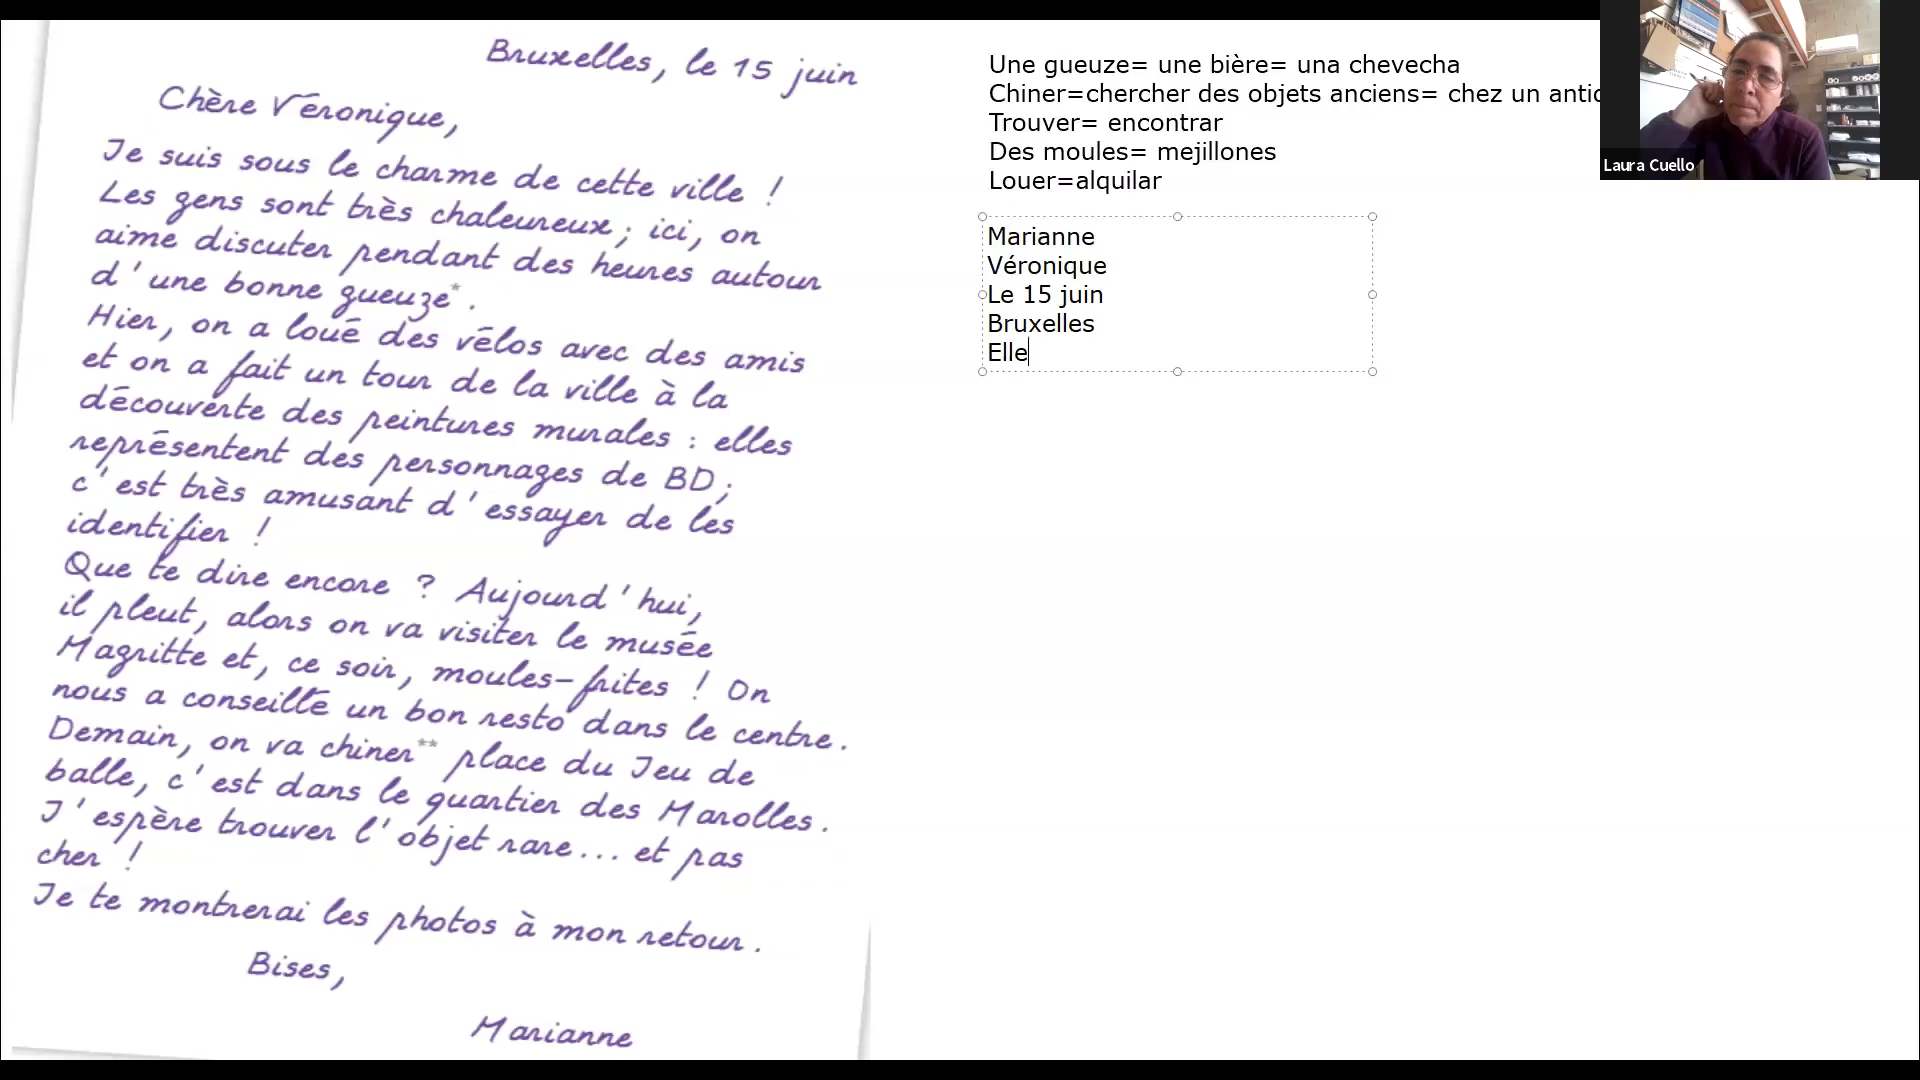 Bruxelles, le 15 juin
Chère Véronique,
Je suis sous le charme de cette ville !
Les gens sont très chaleureux ; ici, on
aime discuter pendant des heures autour
d'une bonne gueuze*.
Hier, on a loué des vélos avec des amis
et on a fait un tour de la ville à la
découverte des peintures murales : elles
représentent des personnages de BD ;
c'est très amusant d'essayer de les
identifier !
Que te dire encore ? Aujourd'hui,
il pleut, alors on va visiter le musée
Magritte et, ce soir, moules-frites ! On
nous a conseillé un bon resto dans le centre.
Demain, on va chiner** place du Jeu de
balle, c'est dans le quartier des Marolles.
J'espère trouver l'objet rare... et pas
cher !
Je te montrerai les photos à mon retour.
Bises,
Marianne
Une gueuze= une bière= una chevecha
Chiner=chercher des objets anciens= chez un
Trouver= encontrar
Des moules= mejillones
Louer=alquilar
Marianne
Véronique
Le 15 juin
Bruxelles
Elle
Laura Cuello